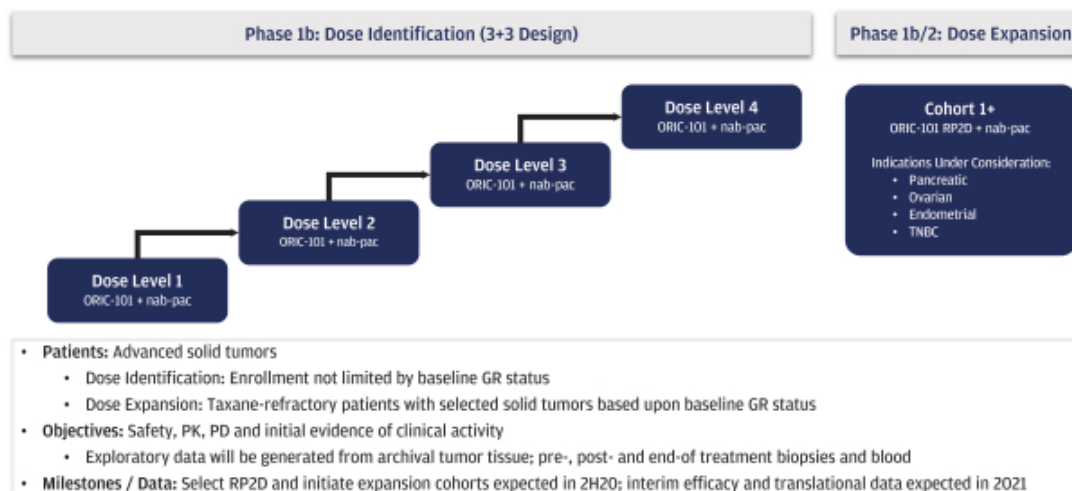 Phase 1b: Dose Identification (3+3 Design)
Phase 1b/2: Dose Expansion
Dose Level 4
ORIC-101 + nab-pac
Dose Level 3
ORIC-101 + nab-pac
Dose Level 2
ORIC-101 + nab-pac
Dose Level 1
ORIC-101 + nab-pac
Cohort 1+
ORIC-101 RP2D + nab-pac
Indications Under Consideration:
• Pancreatic
• Ovarian
• Endometrial
• TNBC
• Patients: Advanced solid tumors
• Dose Identification: Enrollment not limited by baseline GR status
• Dose Expansion: Taxane-refractory patients with selected solid tumors based upon baseline GR status
• Objectives: Safety, PK, PD and initial evidence of clinical activity
• Exploratory data will be generated from archival tumor tissue; pre-, post- and end-of treatment biopsies and blood
• Milestones / Data: Select RP2D and initiate expansion cohorts expected in 2H20; interim efficacy and translational data expected in 2021